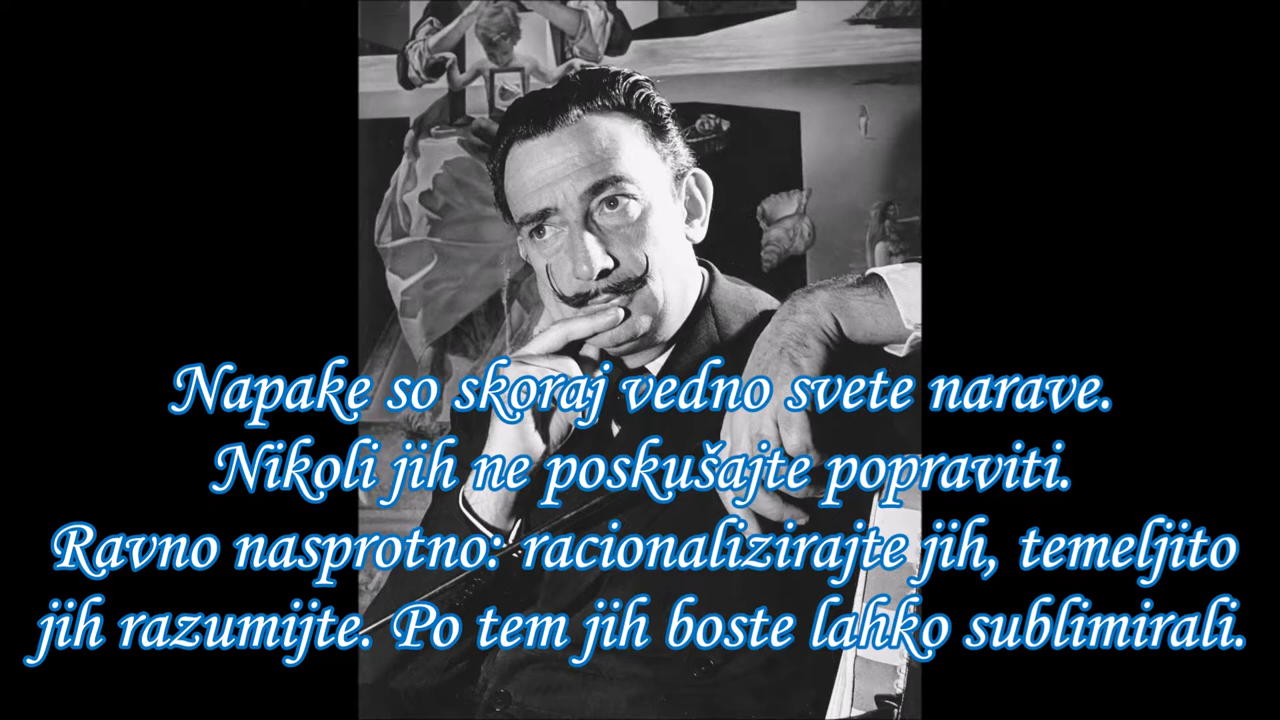 Napake so skoraj vedno svete narave.
Nikoli jih ne poskušajte popraviti.
Ravno nasprotno: racionalizirajte jih, temeljito
jih razumijte. Po tem jih boste lahko sublimirali.